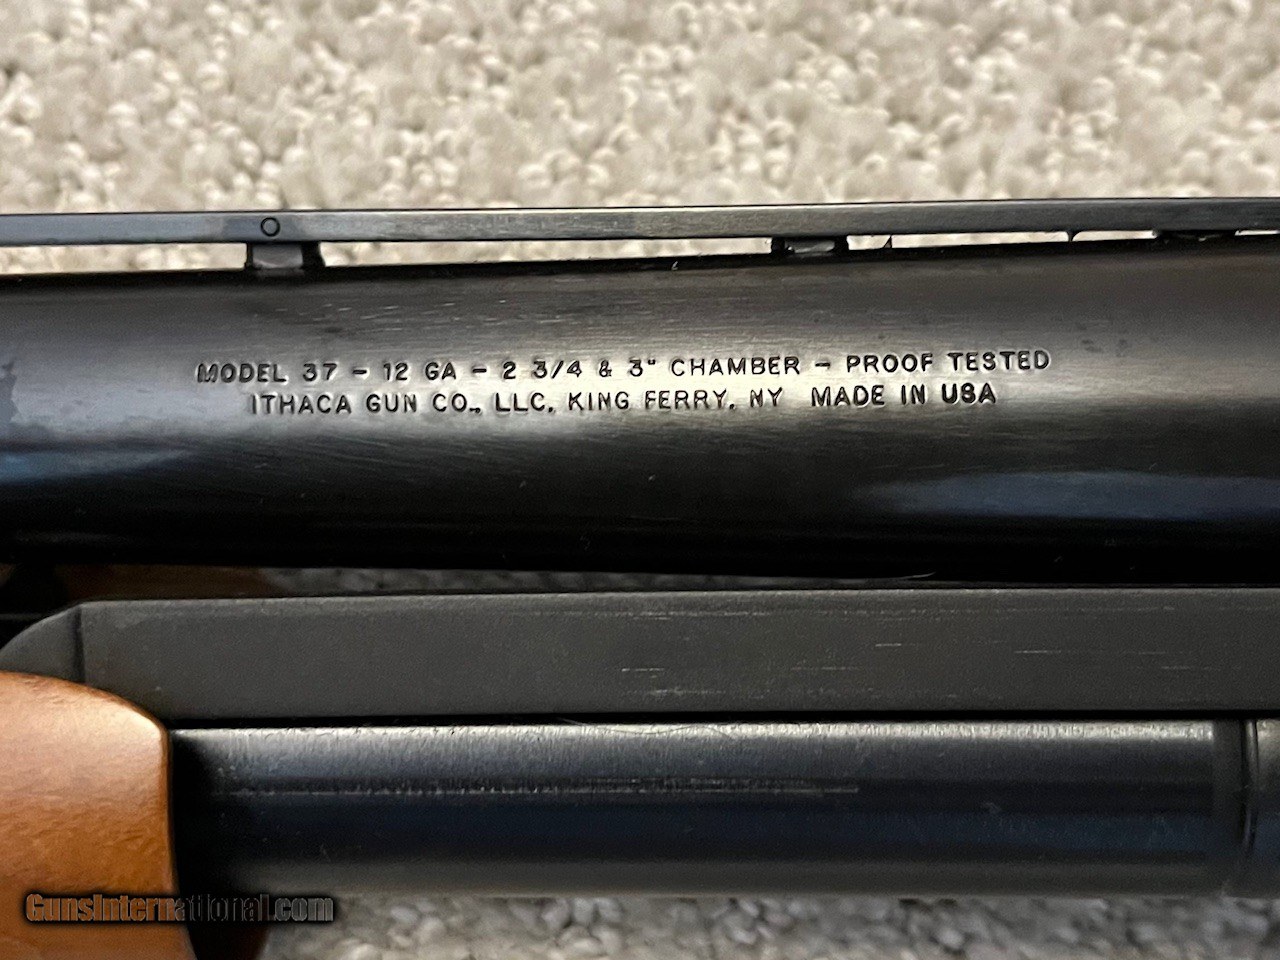 MODEL 37 - 12 GA - 2 3/4 & 3" CHAMBER - PROOF TESTED
ITHACA GUN CO., LLC. KING FERRY, NY MADE IN USA
GunsInternational.com